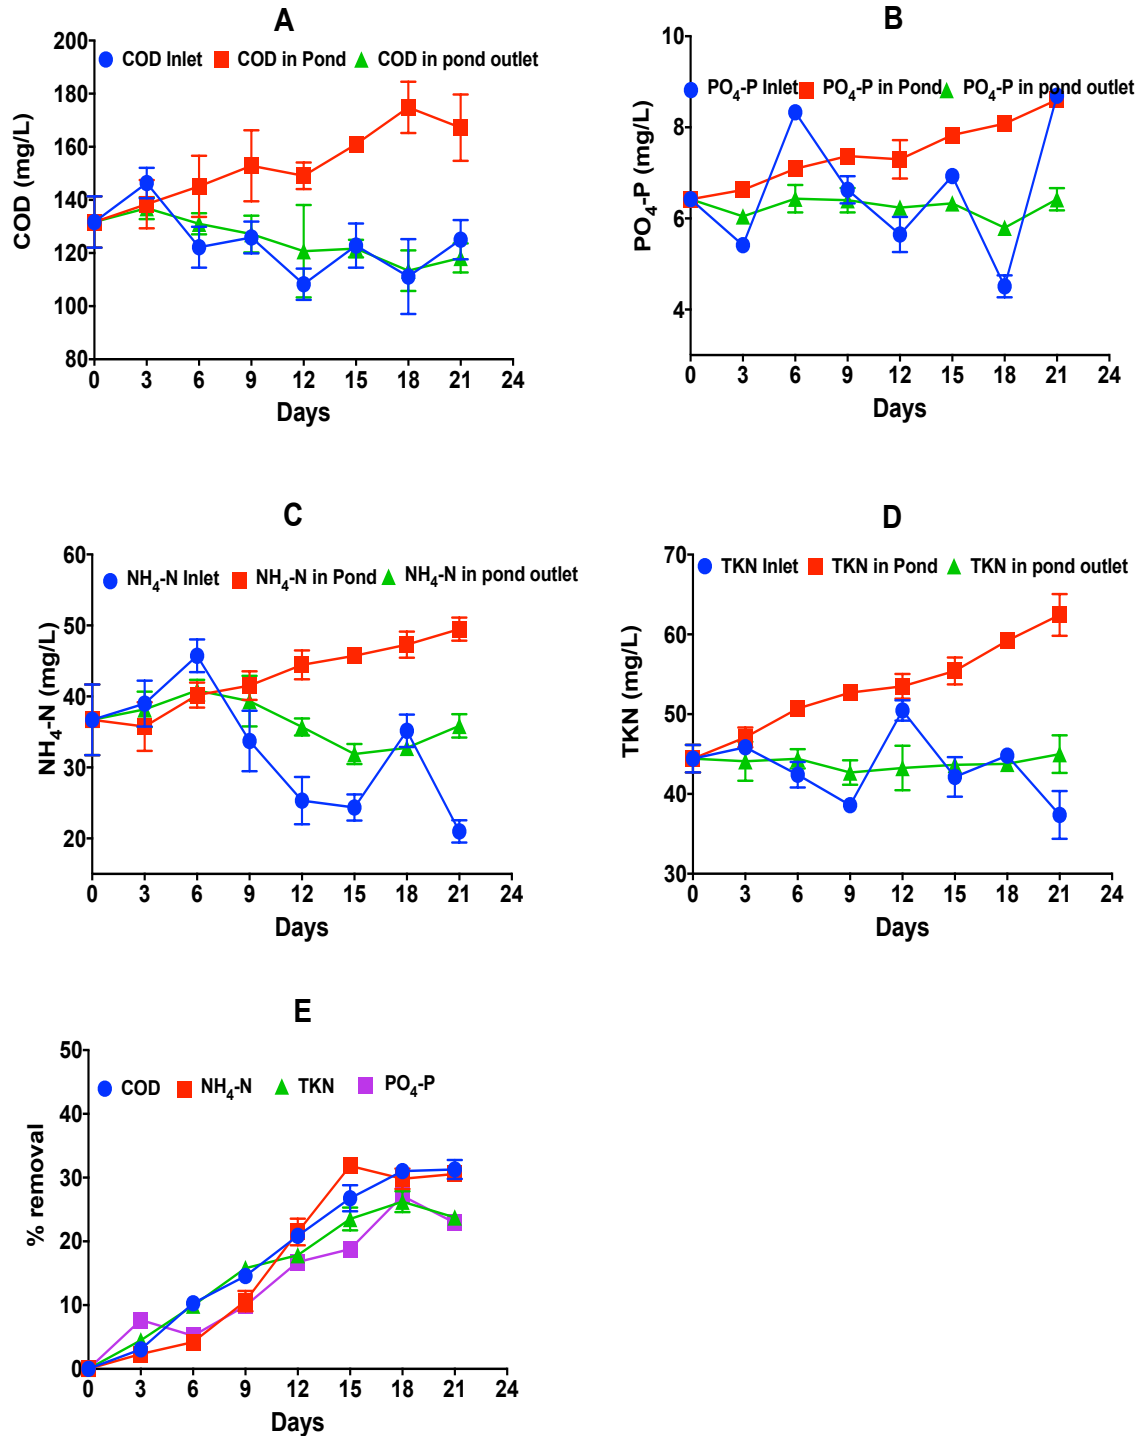 A
COD Inlet COD in Pond COD in pond outlet
COD (mg/L)
200
180
160
140
120
100
80
0 3 6 9 12 15 18 21 24
Days
B
PO4-P Inlet PO4-P in Pond PO4-P in pond outlet
PO4-P (mg/L)
10
8
6
4
0 3 6 9 12 15 18 21 24
Days
C
NH4-N Inlet NH4-N in Pond NH4-N in pond outlet
NH4-N (mg/L)
60
50
40
30
20
0 3 6 9 12 15 18 21 24
Days
D
TKN Inlet TKN in Pond TKN in pond outlet
TKN (mg/L)
70
60
50
40
30
0 3 6 9 12 15 18 21 24
Days
E
COD NH4-N TKN PO4-P
% removal
50
40
30
20
10
0
0 3 6 9 12 15 18 21 24
Days